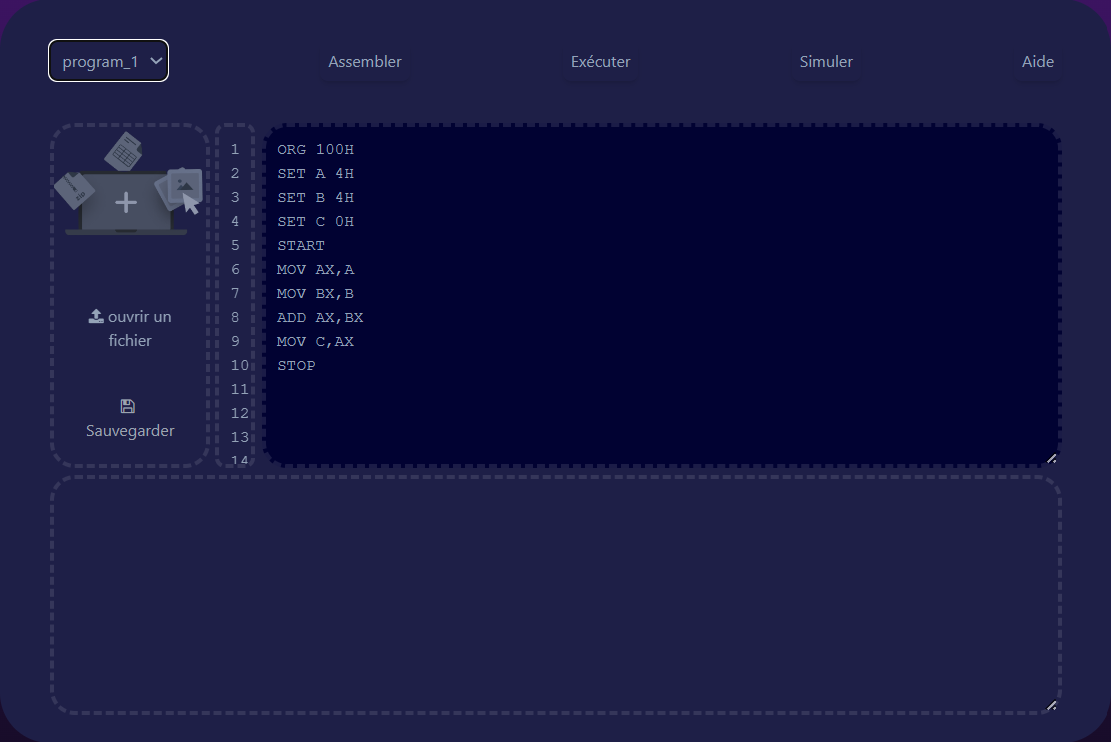 program_1
Assembler
Exécuter
Simuler
Aide
zip
ouvrir un
fichier
Sauvegarder
1 ORG 100H
2 SET A 4H
3 SET B 4H
4 SET C 0H
5 START
6 MOV AX,A
7 MOV BX,B
8 ADD AX,BX
9 MOV C,AX
10 STOP
11
12
13
14